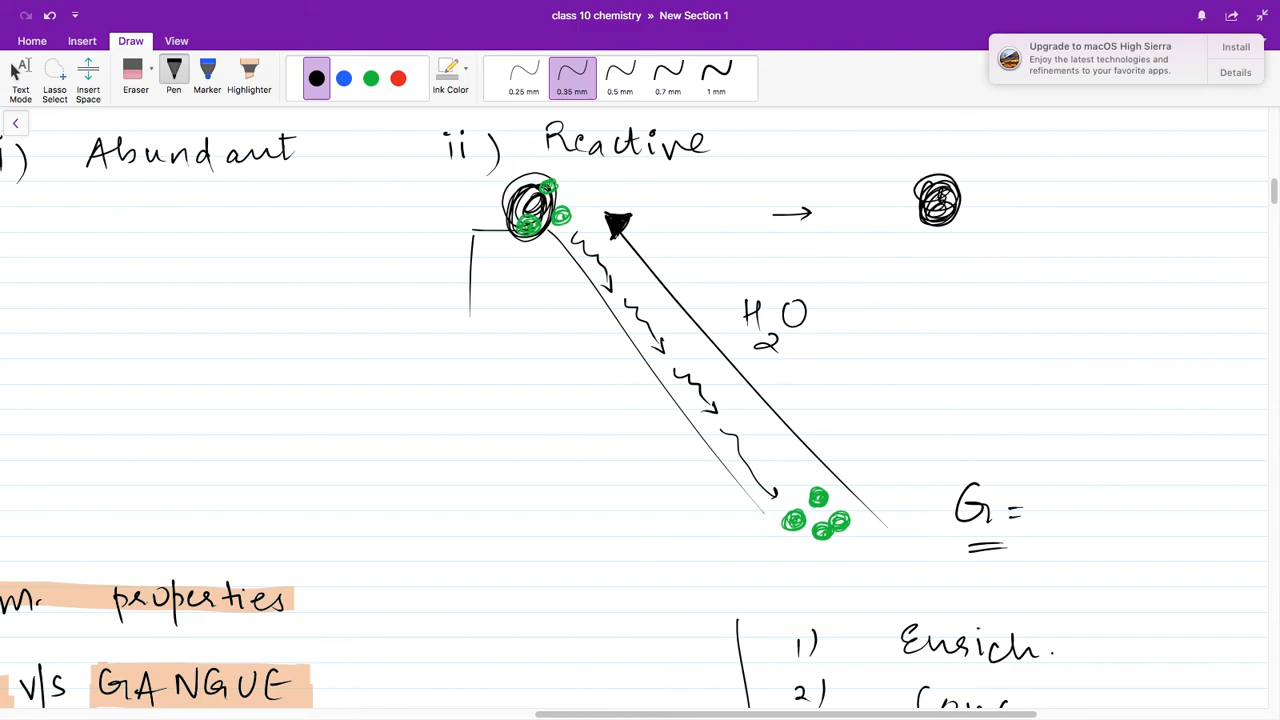 class 10 chemistry » New Section 1
Home Insert Draw View
Upgrade to macOS High Sierra
Enjoy the latest technologies and
refinements to your favorite apps.
Install
Details
Text
Mode
Lasso
Select
Insert
Space
Eraser
Pen
Marker
Highlighter
Ink Color
0.25 mm
0.35 mm
0.5 mm
0.7 mm
1 mm
i) Abundant ii) Reactive
H2O
G =
m. properties
1) Enrich.
v/s GANGUE
2)